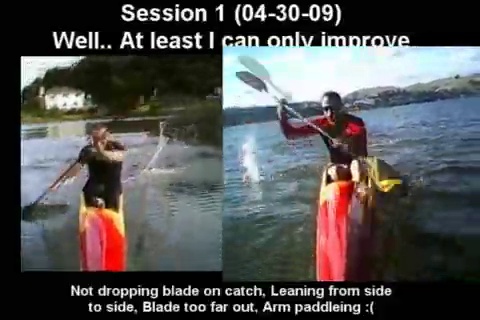 Session 1 (04-30-09)
Well.. At least I can only improve
Not dropping blade on catch, Leaning from side
to side, Blade too far out, Arm paddleing :(